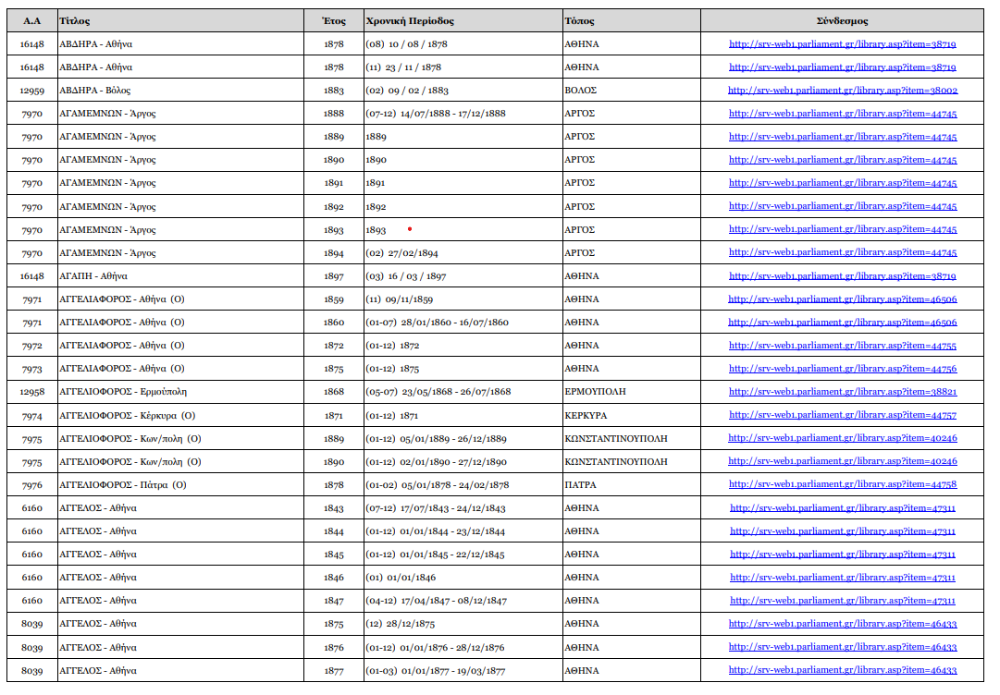 Α.Α Τίτλος Έτος Χρονική Περίοδος Τόπος Σύνδεσμος
16148 ΑΒΔΗΡΑ - Αθήνα 1878 (08) 10 / 08 / 1878 ΑΘΗΝΑ http://srv-web1.parliament.gr/library.asp?item=38719
16148 ΑΒΔΗΡΑ - Αθήνα 1878 (11) 23 / 11 / 1878 ΑΘΗΝΑ http://srv-web1.parliament.gr/library.asp?item=38719
12959 ΑΒΔΗΡΑ - Βόλος 1883 (02) 09 / 02 / 1883 ΒΟΛΟΣ http://srv-web1.parliament.gr/library.asp?item=38002
7970 ΑΓΑΜΕΜΝΩΝ - Άργος 1888 (07-12) 14/07/1888 - 17/12/1888 ΑΡΓΟΣ http://srv-web1.parliament.gr/library.asp?item=44745
7970 ΑΓΑΜΕΜΝΩΝ - Άργος 1889 1889 ΑΡΓΟΣ http://srv-web1.parliament.gr/library.asp?item=44745
7970 ΑΓΑΜΕΜΝΩΝ - Άργος 1890 1890 ΑΡΓΟΣ http://srv-web1.parliament.gr/library.asp?item=44745
7970 ΑΓΑΜΕΜΝΩΝ - Άργος 1891 1891 ΑΡΓΟΣ http://srv-web1.parliament.gr/library.asp?item=44745
7970 ΑΓΑΜΕΜΝΩΝ - Άργος 1892 1892 ΑΡΓΟΣ http://srv-web1.parliament.gr/library.asp?item=44745
7970 ΑΓΑΜΕΜΝΩΝ - Άργος 1893 1893 ΑΡΓΟΣ http://srv-web1.parliament.gr/library.asp?item=44745
7970 ΑΓΑΜΕΜΝΩΝ - Άργος 1894 (02) 27/02/1894 ΑΡΓΟΣ http://srv-web1.parliament.gr/library.asp?item=44745
16148 ΑΓΑΠΗ - Αθήνα 1897 (03) 16 / 03 / 1897 ΑΘΗΝΑ http://srv-web1.parliament.gr/library.asp?item=38719
7971 ΑΓΓΕΛΙΑΦΟΡΟΣ - Αθήνα (Ο) 1859 (11) 09/11/1859 ΑΘΗΝΑ http://srv-web1.parliament.gr/library.asp?item=46506
7971 ΑΓΓΕΛΙΑΦΟΡΟΣ - Αθήνα (Ο) 1860 (01-07) 28/01/1860 - 16/07/1860 ΑΘΗΝΑ http://srv-web1.parliament.gr/library.asp?item=46506
7972 ΑΓΓΕΛΙΑΦΟΡΟΣ - Αθήνα (Ο) 1872 (01-12) 1872 ΑΘΗΝΑ http://srv-web1.parliament.gr/library.asp?item=44755
7973 ΑΓΓΕΛΙΑΦΟΡΟΣ - Αθήνα (Ο) 1875 (01-12) 1875 ΑΘΗΝΑ http://srv-web1.parliament.gr/library.asp?item=44756
12958 ΑΓΓΕΛΙΟΦΟΡΟΣ - Ερμούπολη 1868 (05-07) 23/05/1868 - 26/07/1868 ΕΡΜΟΥΠΟΛΗ http://srv-web1.parliament.gr/library.asp?item=38821
7974 ΑΓΓΕΛΙΟΦΟΡΟΣ - Κέρκυρα (Ο) 1871 (01-12) 1871 ΚΕΡΚΥΡΑ http://srv-web1.parliament.gr/library.asp?item=44757
7975 ΑΓΓΕΛΙΟΦΟΡΟΣ - Κων/πολη (Ο) 1889 (01-12) 05/01/1889 - 26/12/1889 ΚΩΝΣΤΑΝΤΙΝΟΥΠΟΛΗ http://srv-web1.parliament.gr/library.asp?item=40246
7975 ΑΓΓΕΛΙΟΦΟΡΟΣ - Κων/πολη (Ο) 1890 (01-12) 02/01/1890 - 27/12/1890 ΚΩΝΣΤΑΝΤΙΝΟΥΠΟΛΗ http://srv-web1.parliament.gr/library.asp?item=40246
7976 ΑΓΓΕΛΙΟΦΟΡΟΣ - Πάτρα (Ο) 1878 (01-02) 05/01/1878 - 24/02/1878 ΠΑΤΡΑ http://srv-web1.parliament.gr/library.asp?item=44758
6160 ΑΓΓΕΛΟΣ - Αθήνα 1843 (07-12) 17/07/1843 - 24/12/1843 ΑΘΗΝΑ http://srv-web1.parliament.gr/library.asp?item=47311
6160 ΑΓΓΕΛΟΣ - Αθήνα 1844 (01-12) 01/01/1844 - 23/12/1844 ΑΘΗΝΑ http://srv-web1.parliament.gr/library.asp?item=47311
6160 ΑΓΓΕΛΟΣ - Αθήνα 1845 (01-12) 01/01/1845 - 22/12/1845 ΑΘΗΝΑ http://srv-web1.parliament.gr/library.asp?item=47311
6160 ΑΓΓΕΛΟΣ - Αθήνα 1846 (01) 01/01/1846 ΑΘΗΝΑ http://srv-web1.parliament.gr/library.asp?item=47311
6160 ΑΓΓΕΛΟΣ - Αθήνα 1847 (04-12) 17/04/1847 - 08/12/1847 ΑΘΗΝΑ http://srv-web1.parliament.gr/library.asp?item=47311
8039 ΑΓΓΕΛΟΣ - Αθήνα 1875 (12) 28/12/1875 ΑΘΗΝΑ http://srv-web1.parliament.gr/library.asp?item=46433
8039 ΑΓΓΕΛΟΣ - Αθήνα 1876 (01-12) 01/01/1876 - 28/12/1876 ΑΘΗΝΑ http://srv-web1.parliament.gr/library.asp?item=46433
8039 ΑΓΓΕΛΟΣ - Αθήνα 1877 (01-03) 01/01/1877 - 19/03/1877 ΑΘΗΝΑ http://srv-web1.parliament.gr/library.asp?item=46433